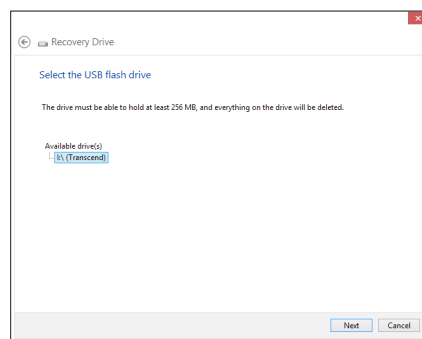 Recovery Drive
Select the USB flash drive
The drive must be able to hold at least 256 MB, and everything on the drive will be deleted.
Available drive(s)
I:\ (Transcend)
Next Cancel